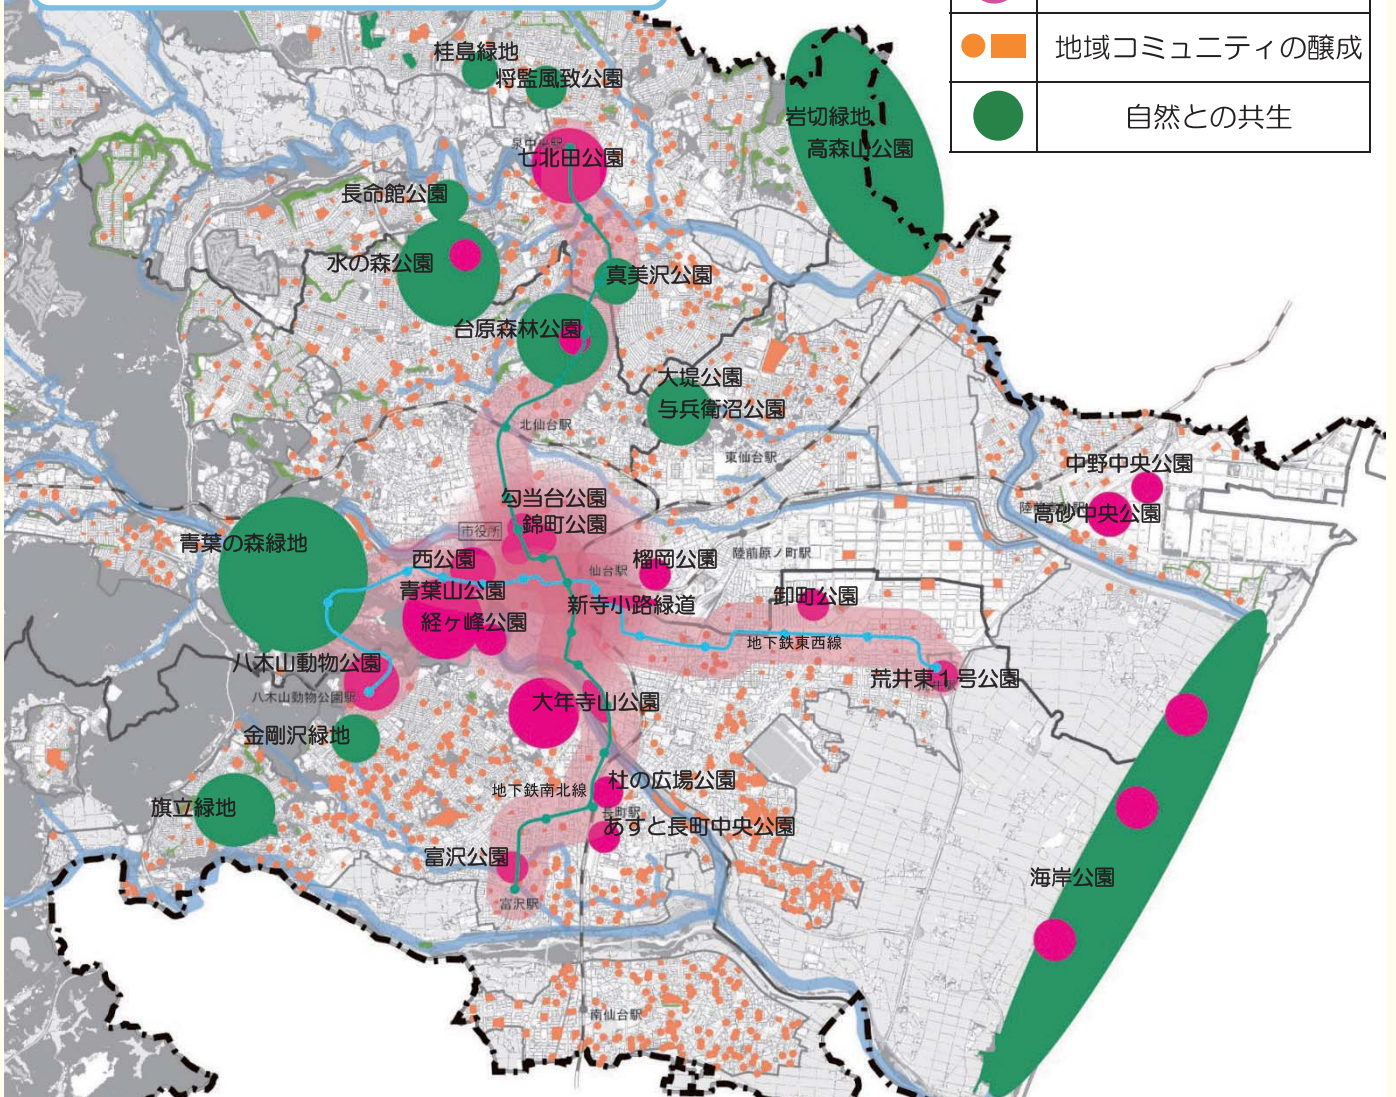 地域コミュニティの醸成
自然との共生
桂島緑地
将監風致公園
岩切緑地
高森山公園
泉中央駅
七北田公園
長命館公園
水の森公園
真美沢公園
台原森林公園
大堤公園
与兵衛沼公園
北仙台駅
東仙台駅
中野中央公園
高砂中央公園
勾当台公園
錦町公園
市役所
青葉の森緑地
西公園
仙台駅
榴岡公園
陸前原ノ町駅
青葉山公園
新寺小路緑道
卸町公園
経ヶ峰公園
地下鉄東西線
八木山動物公園
八木山動物公園駅
荒井東1号公園
大年寺山公園
金剛沢緑地
地下鉄南北線
杜の広場公園
旗立緑地
長町駅
あすと長町中央公園
富沢公園
富沢駅
海岸公園
南仙台駅